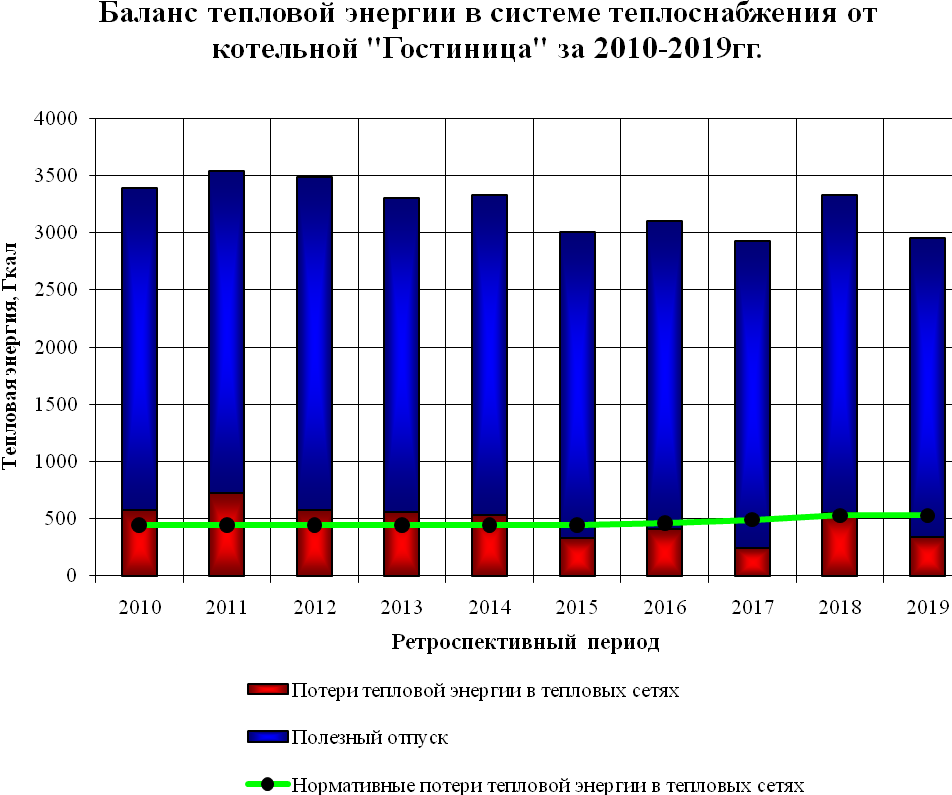 Баланс тепловой энергии в системе теплоснабжения от
котельной "Гостиница" за 2010-2019гг.
4000
3500
3000
2500
2000
1500
1000
500
0
Тепловая энергия, Гкал
2010 2011 2012 2013 2014 2015 2016 2017 2018 2019
Ретроспективный период
Потери тепловой энергии в тепловых сетях
Полезный отпуск
Нормативные потери тепловой энергии в тепловых сетях